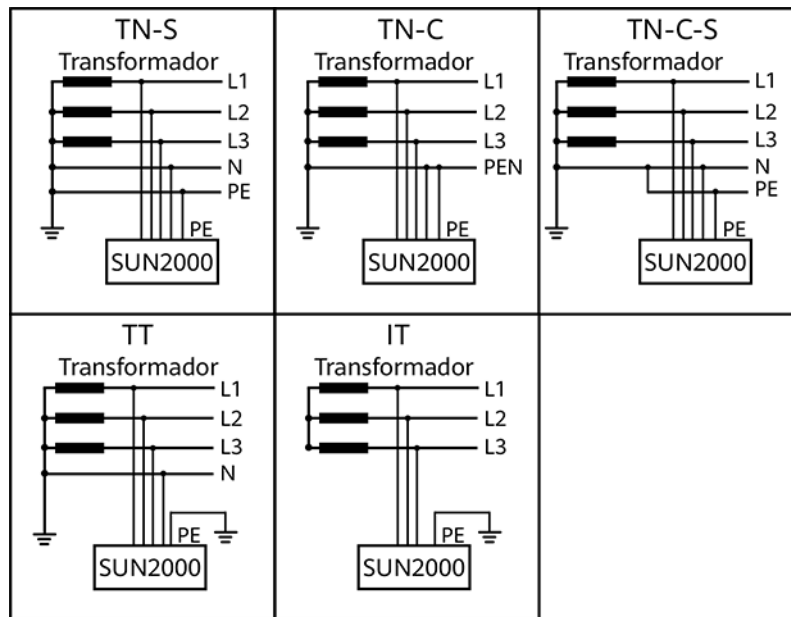 TN-S
Transformador
L1
L2
L3
N
PE
PE
SUN2000
TN-C
Transformador
L1
L2
L3
PEN
PE
SUN2000
TN-C-S
Transformador
L1
L2
L3
N
PE
PE
SUN2000
TT
Transformador
L1
L2
L3
N
PE
SUN2000
IT
Transformador
L1
L2
L3
PE
SUN2000